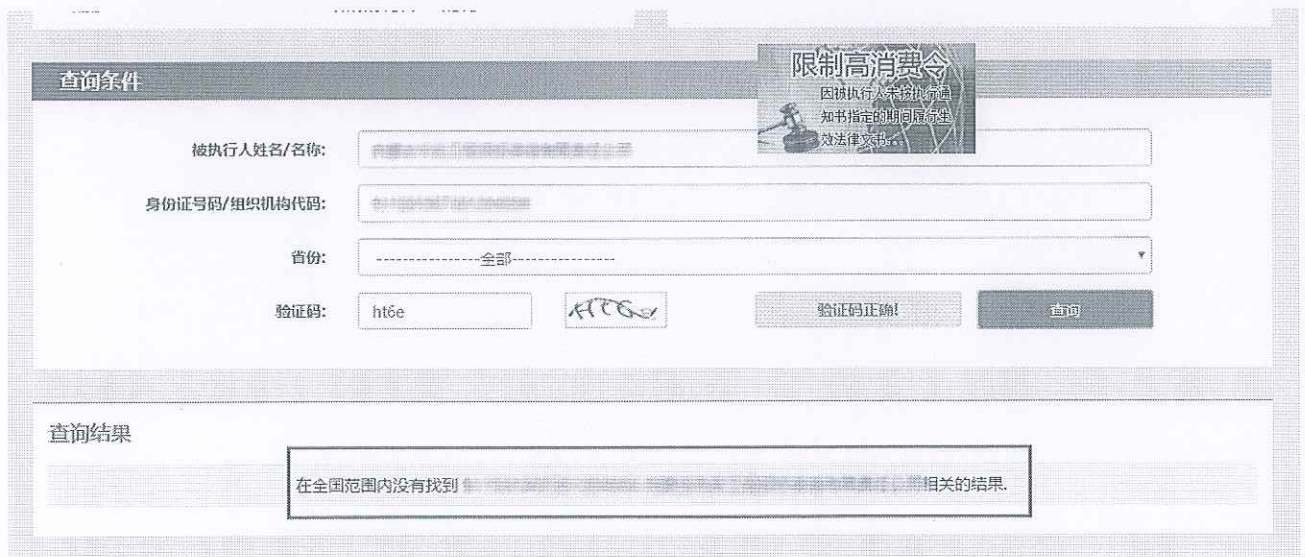 查询条件
限制高消费令
因被执行人未按执行通
知书指定的期间履行生
效法律文书...
被执行人姓名/名称:
身份证号码/组织机构代码:
省份:
----------------全部----------------
验证码:
ht6e
HT6e
验证码正确!
查询
查询结果
在全国范围内没有找到
相关的结果.